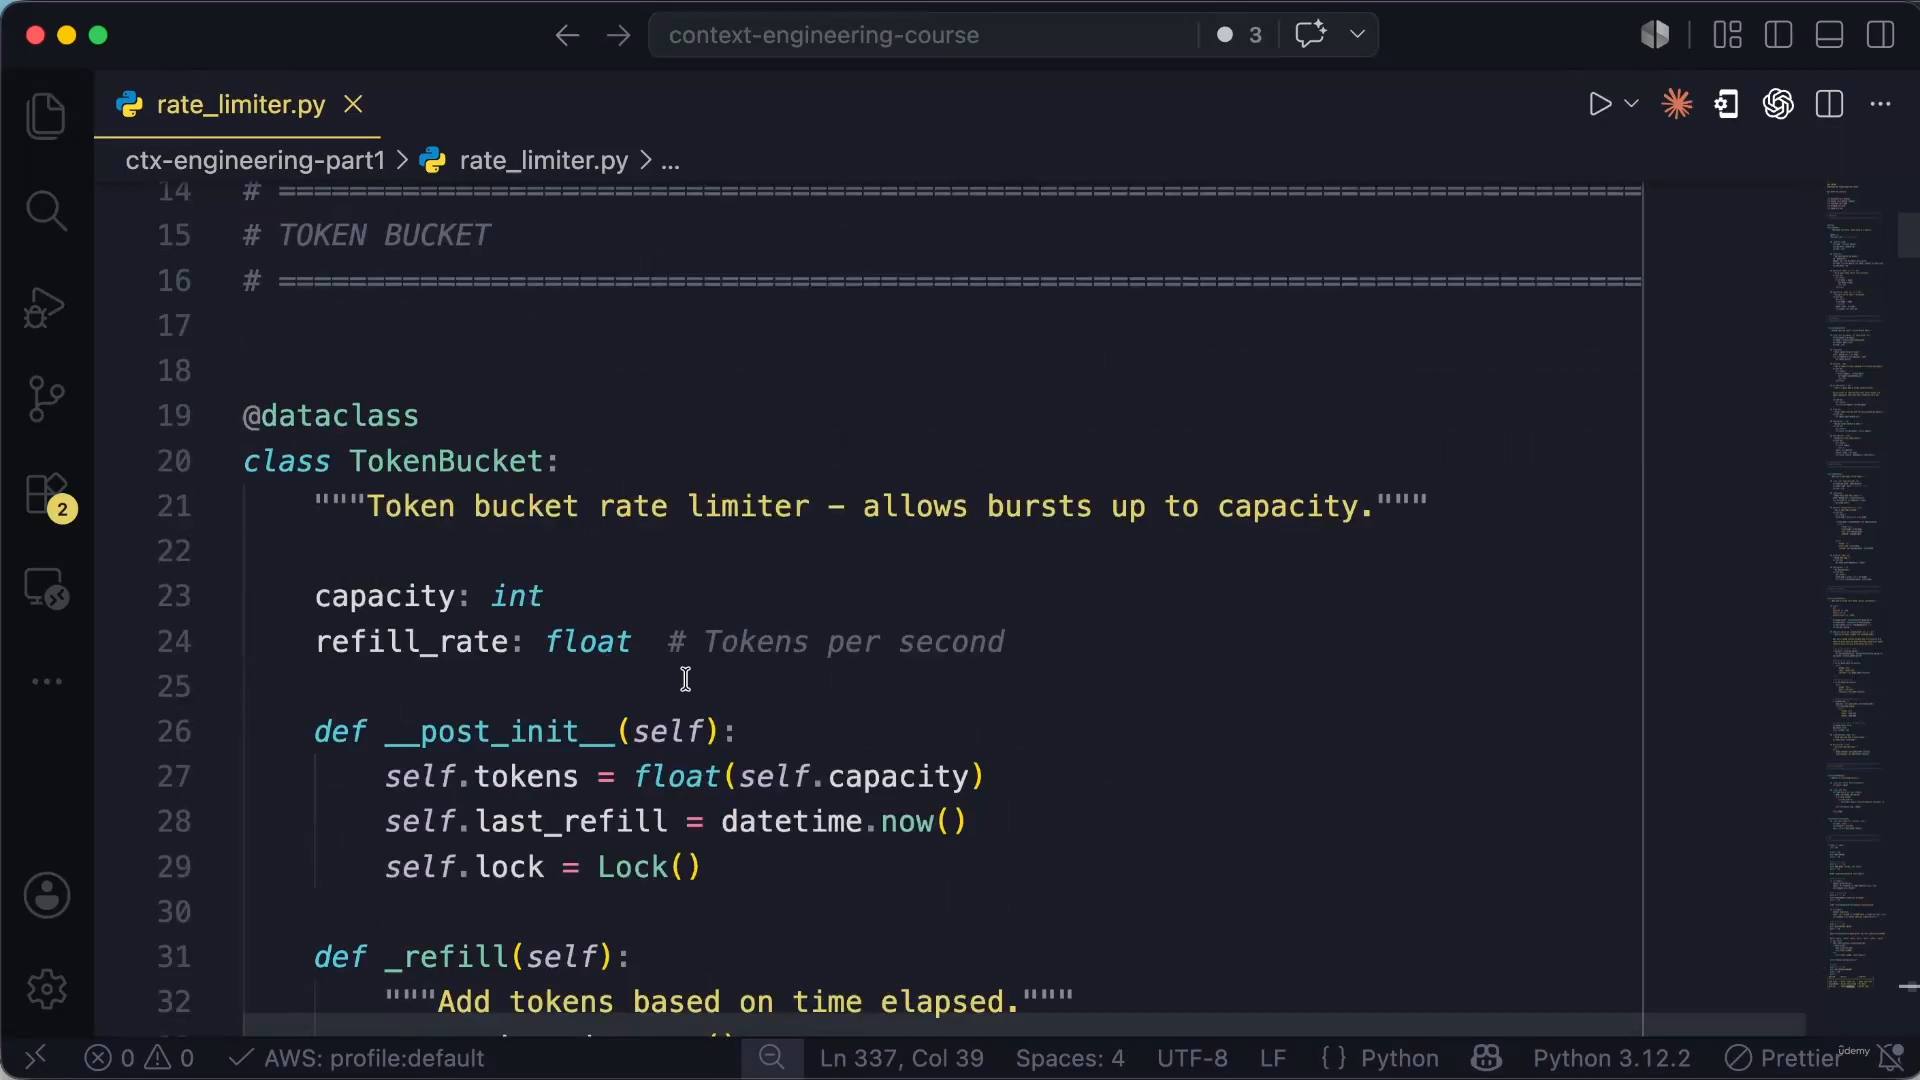 context-engineering-course
3
rate_limiter.py
ctx-engineering-part1 > rate_limiter.py > ...
14 # =============================================================================
15 # TOKEN BUCKET
16 # =============================================================================
17
18
19 @dataclass
20 class TokenBucket:
21 """Token bucket rate limiter – allows bursts up to capacity."""
22
23 capacity: int
24 refill_rate: float # Tokens per second
25
26 def __post_init__(self):
27 self.tokens = float(self.capacity)
28 self.last_refill = datetime.now()
29 self.lock = Lock()
30
31 def _refill(self):
32 """Add tokens based on time elapsed."""
2
0 0 AWS: profile:default Ln 337, Col 39 Spaces: 4 UTF-8 LF { } Python Python 3.12.2 Prettier
udemy